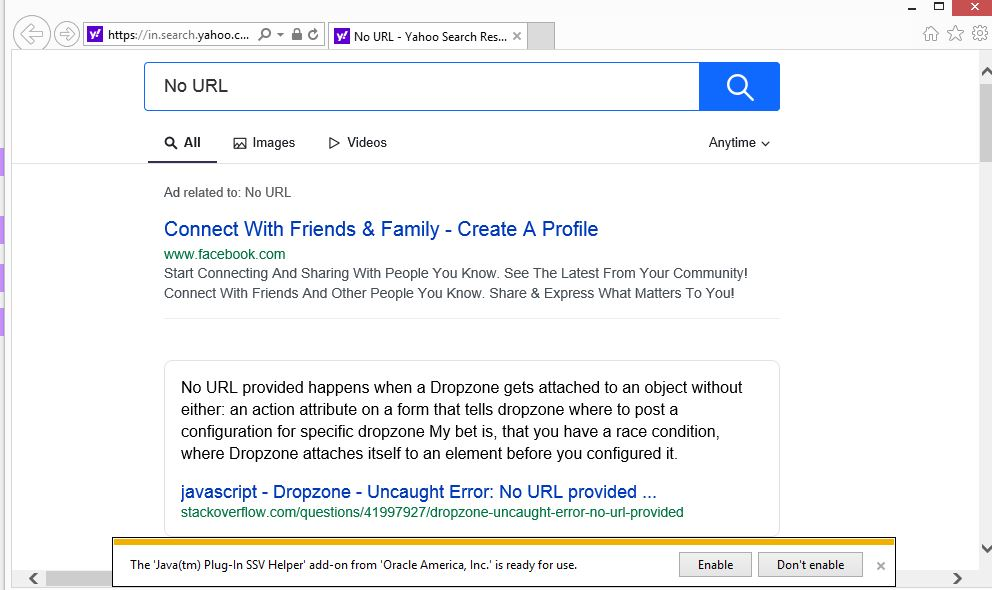 https://in.search.yahoo.c...
No URL - Yahoo Search Res...
No URL
All
Images
Videos
Anytime
Ad related to: No URL
Connect With Friends & Family - Create A Profile
www.facebook.com
Start Connecting And Sharing With People You Know. See The Latest From Your Community!
Connect With Friends And Other People You Know. Share & Express What Matters To You!
No URL provided happens when a Dropzone gets attached to an object without
either: an action attribute on a form that tells dropzone where to post a
configuration for specific dropzone My bet is, that you have a race condition,
where Dropzone attaches itself to an element before you configured it.
javascript - Dropzone - Uncaught Error: No URL provided ...
stackoverflow.com/questions/41997927/dropzone-uncaught-error-no-url-provided
The 'Java(tm) Plug-In SSV Helper' add-on from 'Oracle America, Inc.' is ready for use.
Enable
Don't enable